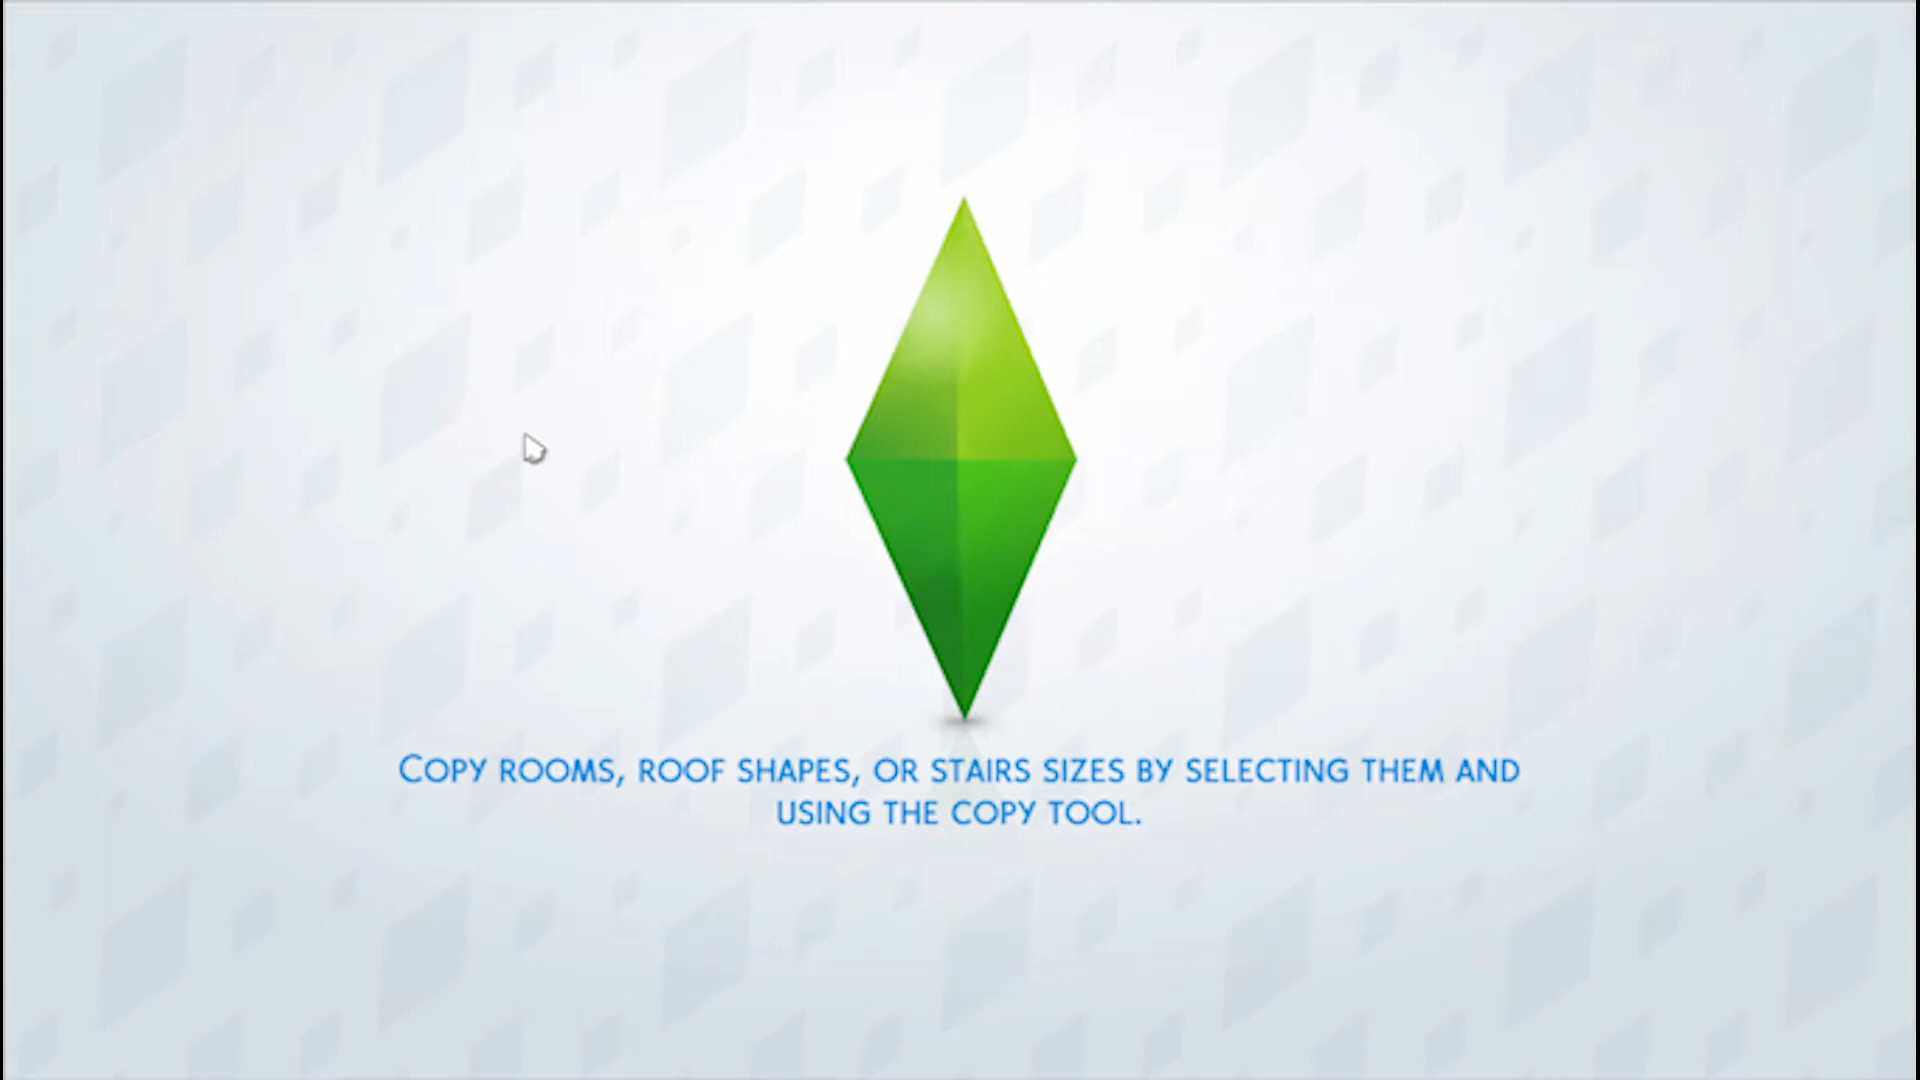 Copy rooms, roof shapes, or stairs sizes by selecting them and
using the copy tool.